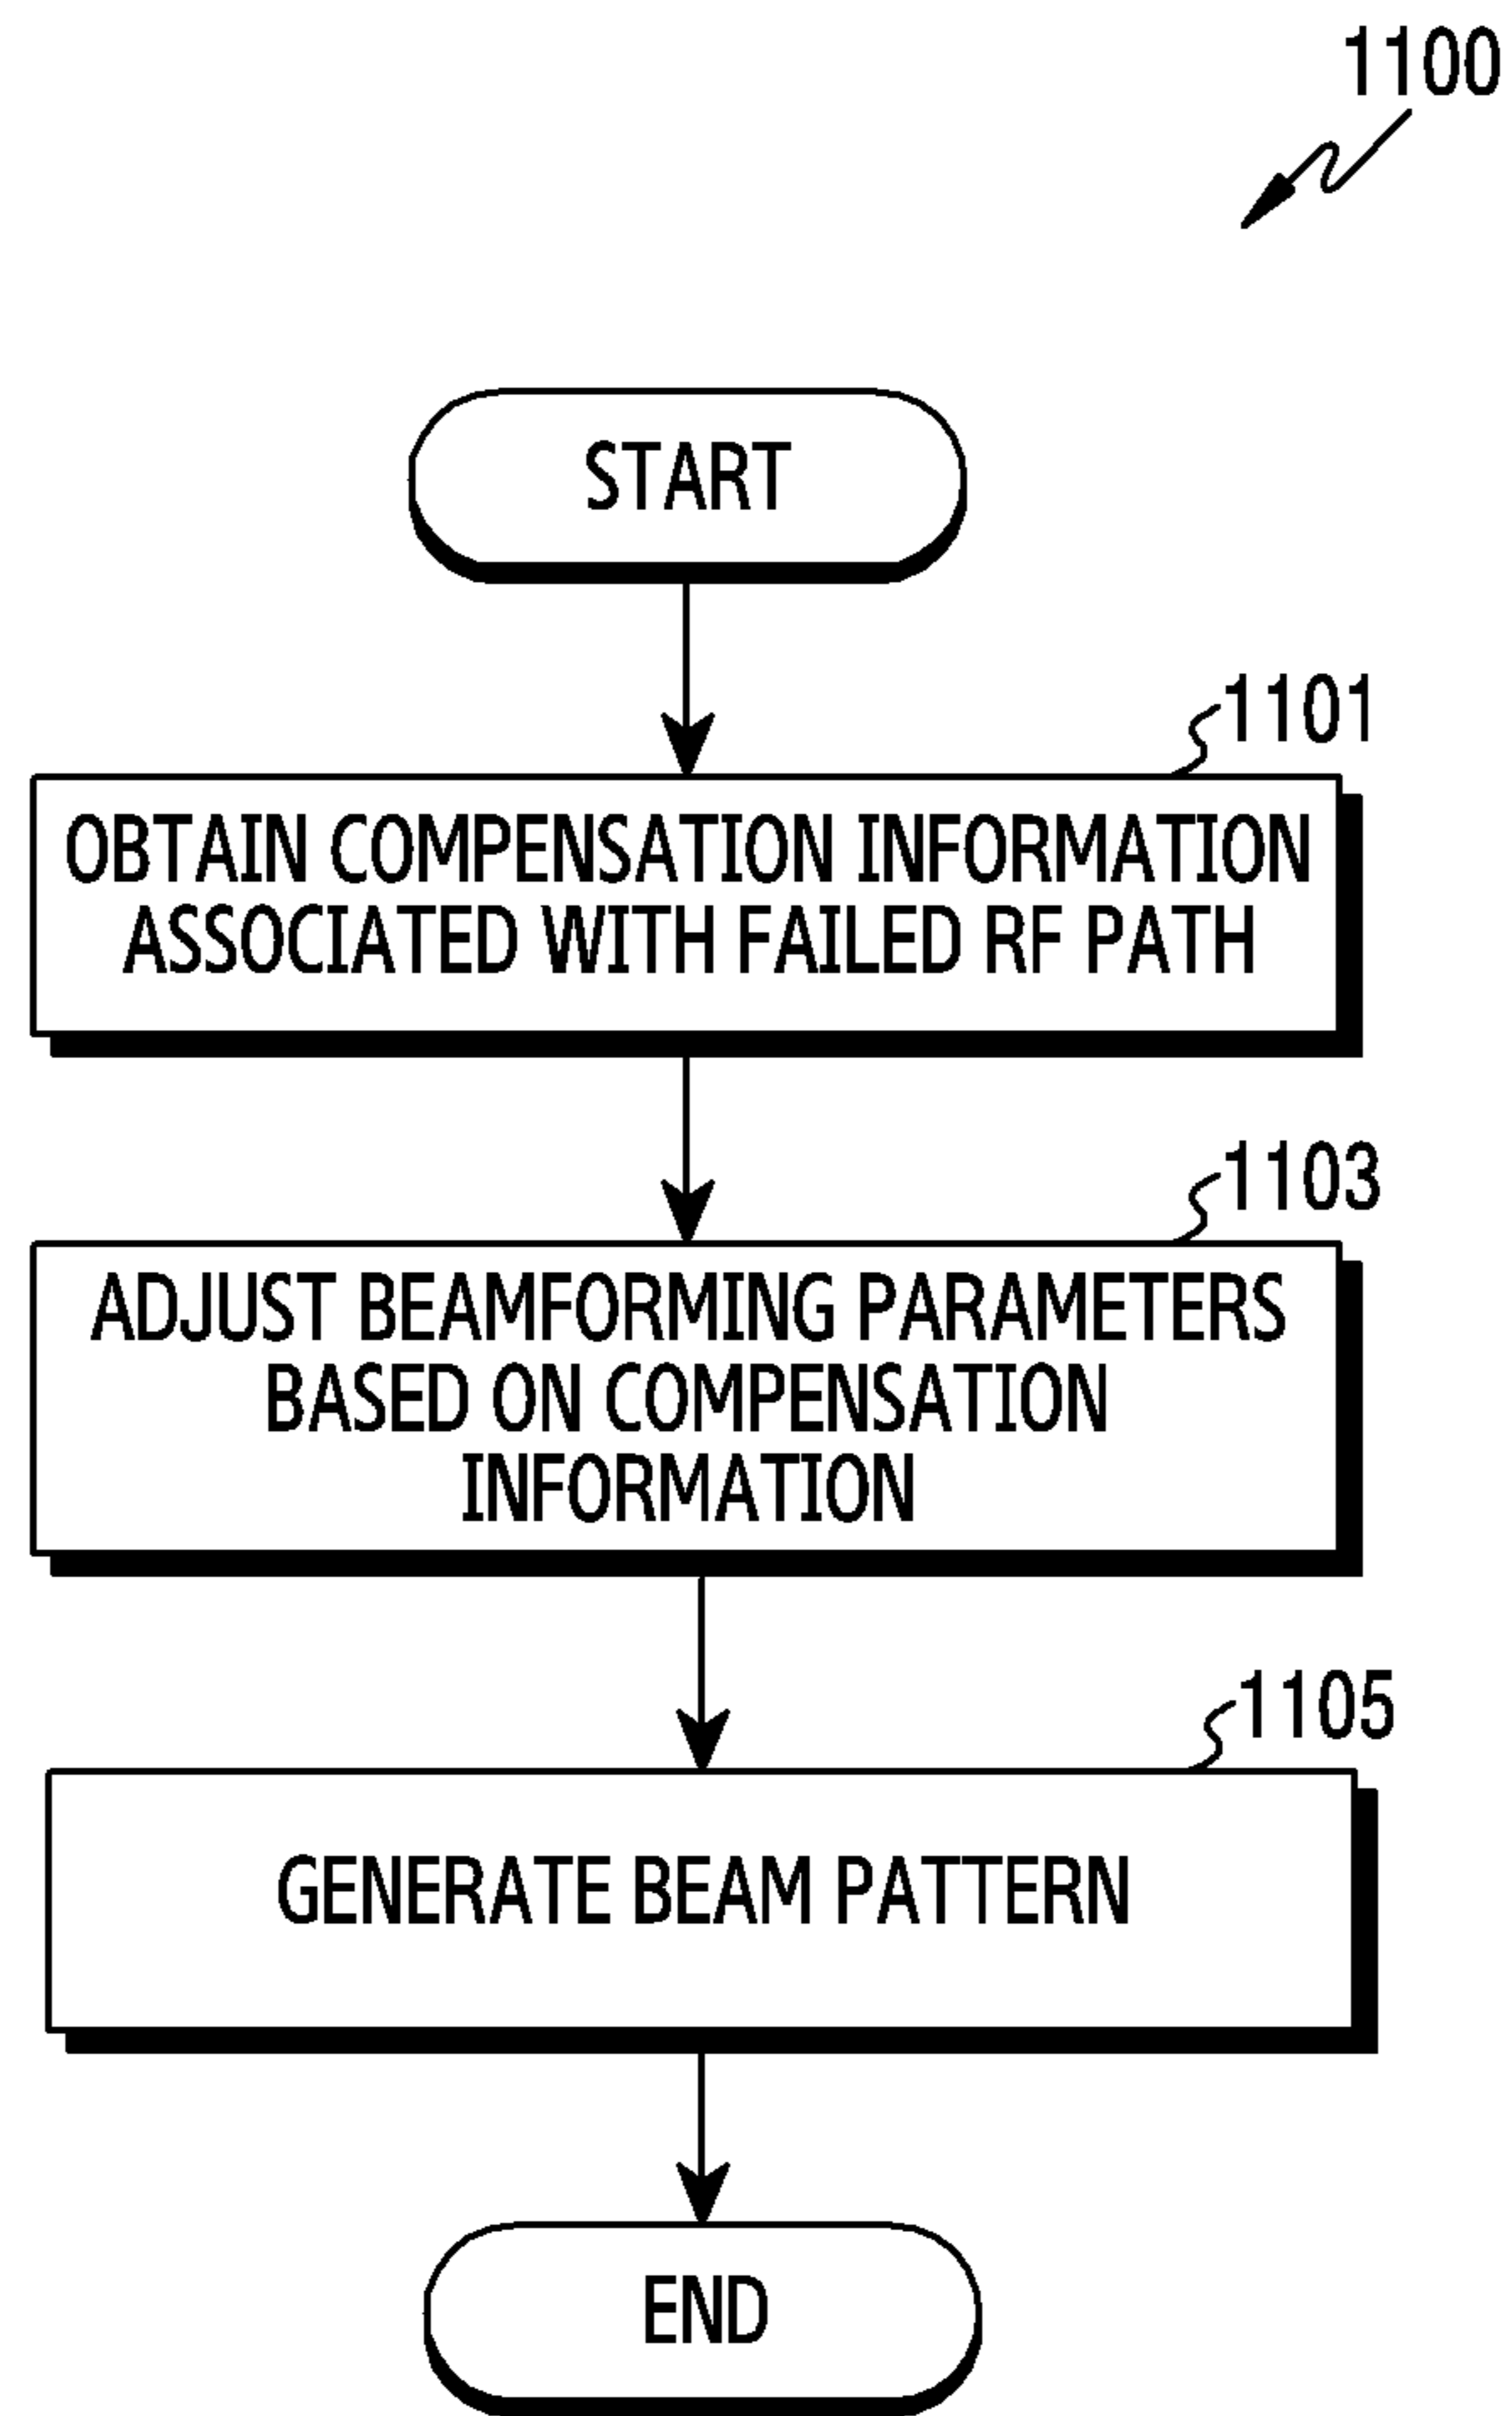 1100
START
1101
OBTAIN COMPENSATION INFORMATION
ASSOCIATED WITH FAILED RF PATH
1103
ADJUST BEAMFORMING PARAMETERS
BASED ON COMPENSATION
INFORMATION
1105
GENERATE BEAM PATTERN
END